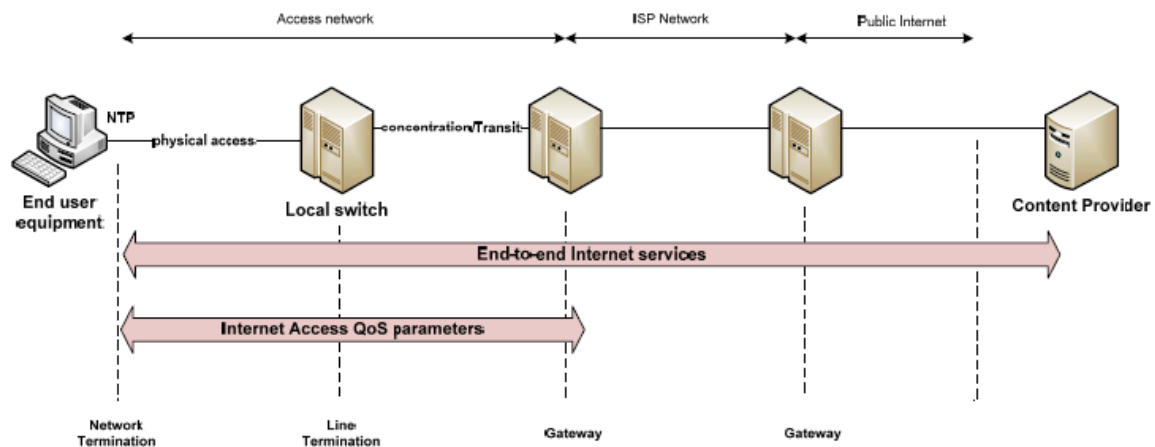 Access network
ISP Network
Public Internet
NTP
physical access
concentration/Transit
End user
equipment
Local switch
Content Provider
End-to-end Internet services
Internet Access QoS parameters
Network
Termination
Line
Termination
Gateway
Gateway